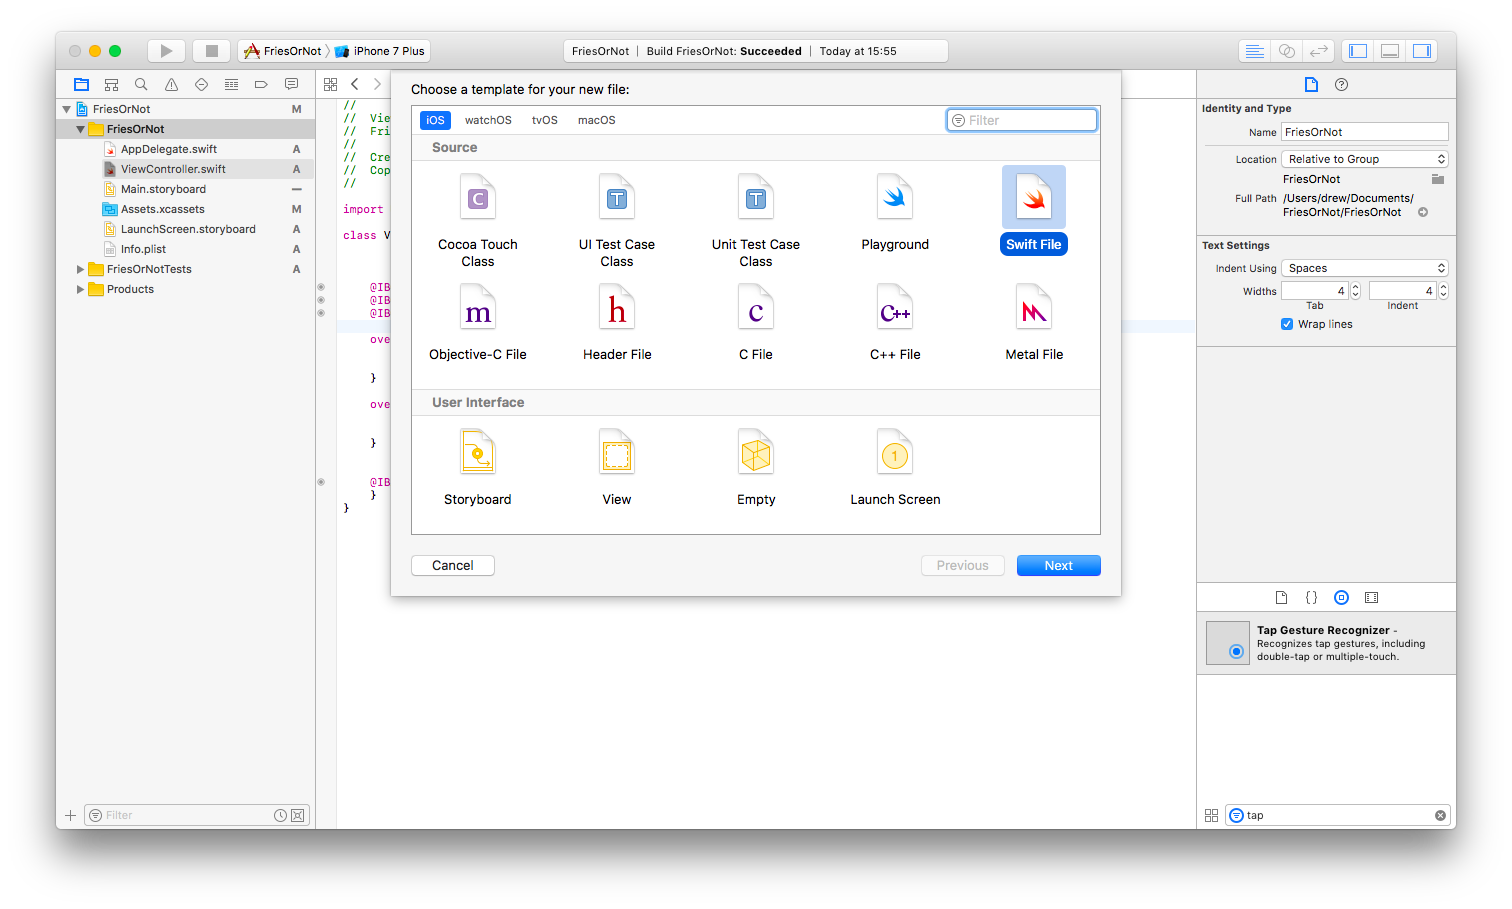 FriesOrNot
iPhone 7 Plus
FriesOrNot | Build FriesOrNot: Succeeded | Today at 15:55
FriesOrNot M
FriesOrNot
AppDelegate.swift A
ViewController.swift A
Main.storyboard —
Assets.xcassets M
LaunchScreen.storyboard A
Info.plist A
FriesOrNotTests A
Products
Filter
//
// Vie
// Fri
//
// Cre
// Cop
//
import
class V
@IB
@IB
@IB
ove
}
ove
}
@IB
}
}
Choose a template for your new file:
iOS watchOS tvOS macOS
Filter
Source
C
T
T
Cocoa Touch
Class
UI Test Case
Class
Unit Test Case
Class
Playground
Swift File
m
h
c
c++
Objective-C File
Header File
C File
C++ File
Metal File
User Interface
1
Storyboard
View
Empty
Launch Screen
Cancel
Previous
Next
Identity and Type
Name FriesOrNot
Location Relative to Group
FriesOrNot
Full Path /Users/drew/Documents/
FriesOrNot/FriesOrNot
Text Settings
Indent Using Spaces
Widths 4 4
Tab Indent
Wrap lines
{}
Tap Gesture Recognizer -
Recognizes tap gestures, including
double-tap or multiple-touch.
tap